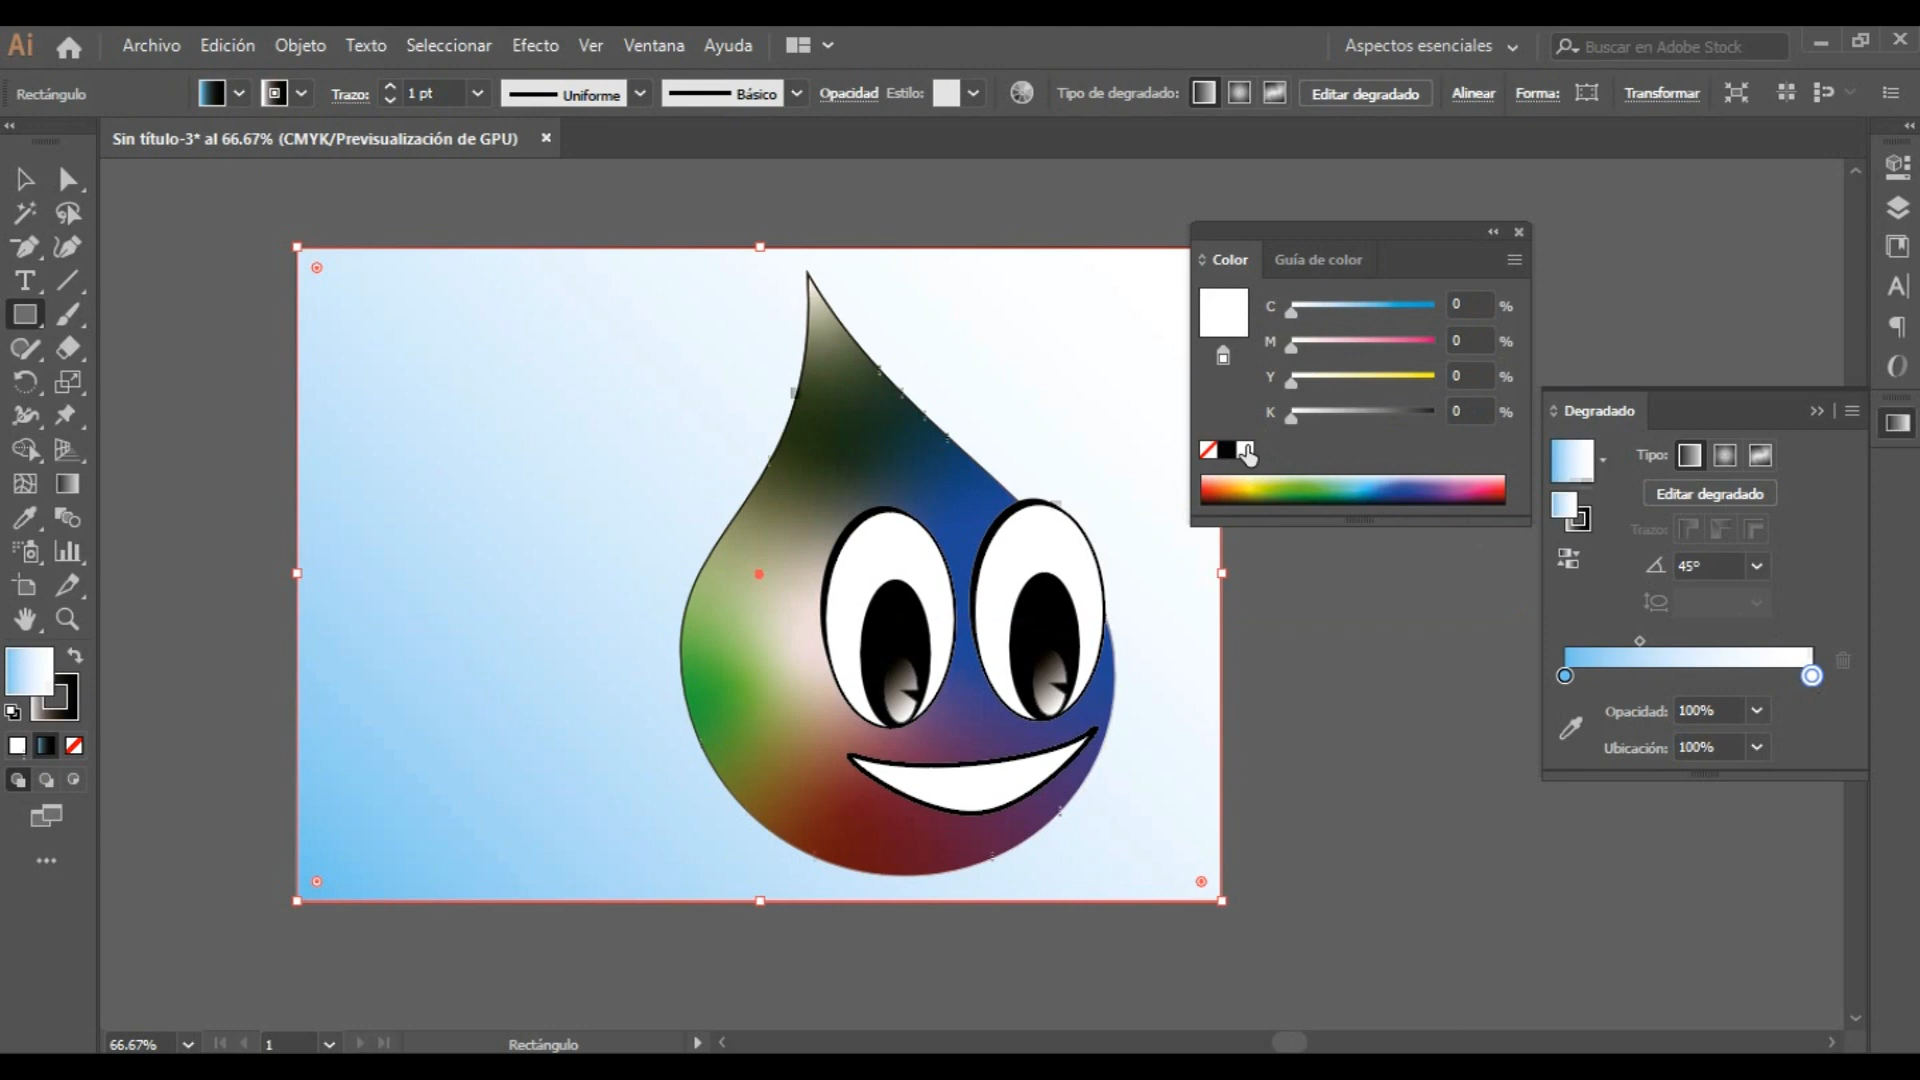 Ai
Archivo Edición Objeto Texto Seleccionar Efecto Ver Ventana Ayuda Aspectos esenciales Buscar en Adobe Stock
Rectángulo Trazo: 1 pt Uniforme Básico Opacidad Estilo: Tipo de degradado: Editar degradado Alinear Forma: Transformar
Sin título-3* al 66.67% (CMYK/Previsualización de GPU)
Color Guía de color
C 0 %
M 0 %
Y 0 %
K 0 %
Degradado
Tipo:
Editar degradado
Trazo:
45°
Opacidad: 100%
Ubicación: 100%
66.67% 1 Rectángulo